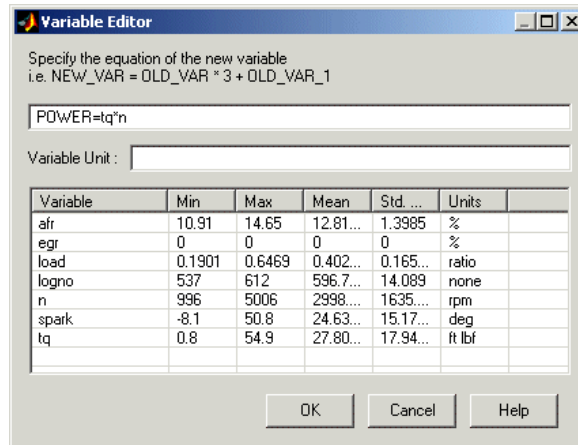 Variable Editor
Specify the equation of the new variable
i.e. NEW_VAR = OLD_VAR * 3 + OLD_VAR_1
POWER=tq*n
Variable Unit :
Variable Min Max Mean Std. ... Units
afr 10.91 14.65 12.81... 1.3985 %
egr 0 0 0 0 %
load 0.1901 0.6469 0.402... 0.165... ratio
logno 537 612 596.7... 14.089 none
n 996 5006 2998.... 1635.... rpm
spark -8.1 50.8 24.63... 15.17... deg
tq 0.8 54.9 27.80... 17.94... ft lbf
OK Cancel Help